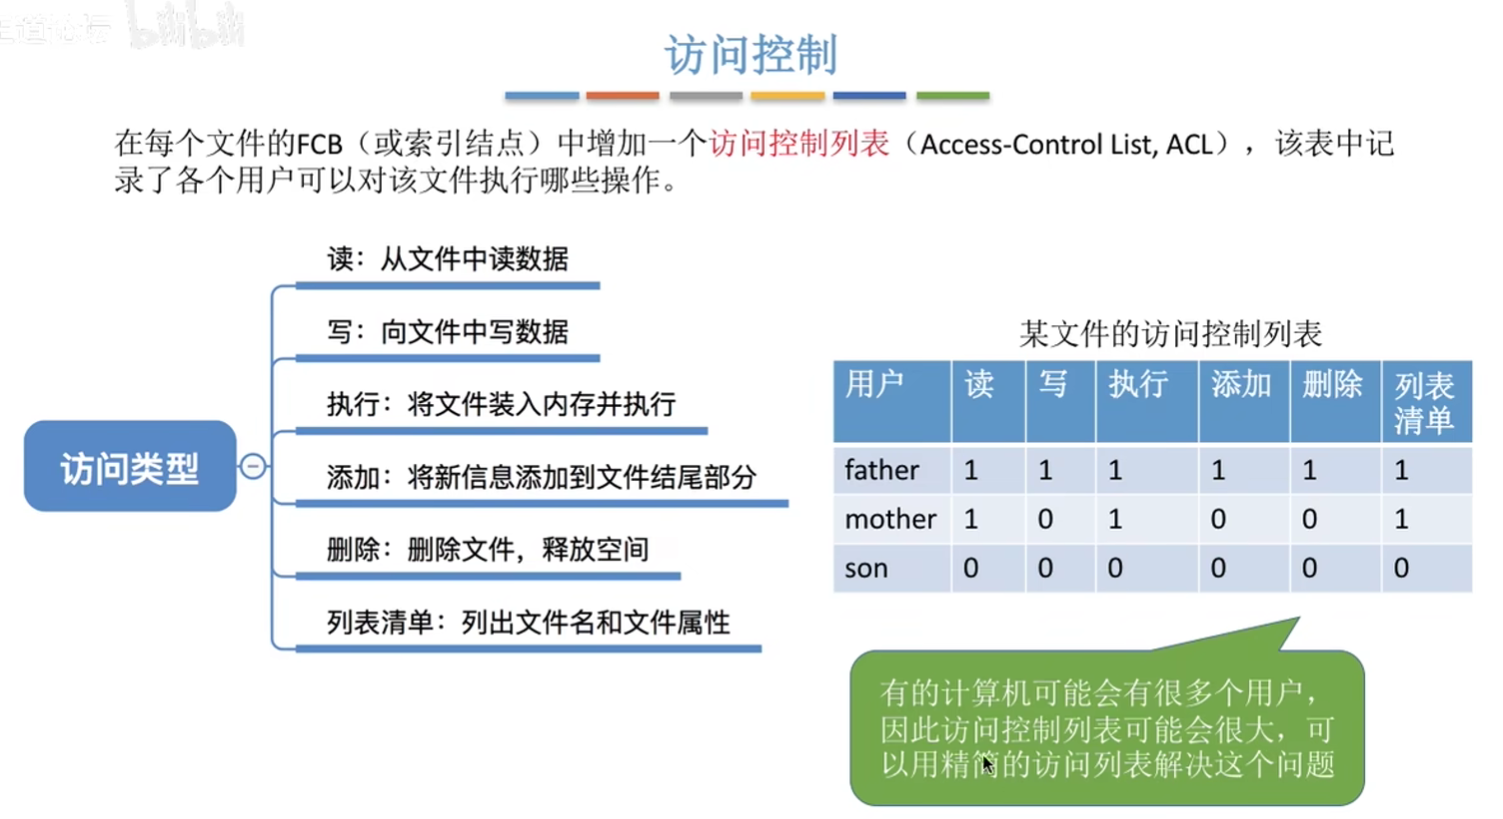 bilibili
访问控制
在每个文件的FCB（或索引结点）中增加一个访问控制列表（Access-Control List, ACL），该表中记
录了各个用户可以对该文件执行哪些操作。
访问类型
读：从文件中读数据
写：向文件中写数据
执行：将文件装入内存并执行
添加：将新信息添加到文件结尾部分
删除：删除文件，释放空间
列表清单：列出文件名和文件属性
某文件的访问控制列表
用户 读 写 执行 添加 删除 列表
清单
father 1 1 1 1 1 1
mother 1 0 1 0 0 1
son 0 0 0 0 0 0
有的计算机可能会有很多个用户，
因此访问控制列表可能会很大，可
以用精简的访问列表解决这个问题